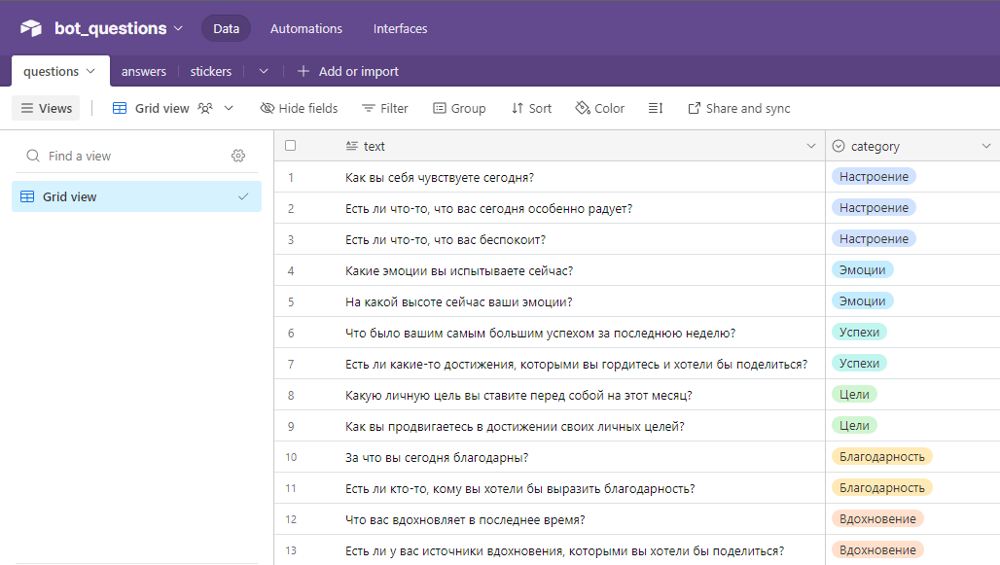 bot_questions Data Automations Interfaces
questions answers stickers + Add or import
Views Grid view Hide fields Filter Group Sort Color Share and sync
Find a view
Grid view
text category
1 Как вы себя чувствуете сегодня? Настроение
2 Есть ли что-то, что вас сегодня особенно радует? Настроение
3 Есть ли что-то, что вас беспокоит? Настроение
4 Какие эмоции вы испытываете сейчас? Эмоции
5 На какой высоте сейчас ваши эмоции? Эмоции
6 Что было вашим самым большим успехом за последнюю неделю? Успехи
7 Есть ли какие-то достижения, которыми вы гордитесь и хотели бы поделиться? Успехи
8 Какую личную цель вы ставите перед собой на этот месяц? Цели
9 Как вы продвигаетесь в достижении своих личных целей? Цели
10 За что вы сегодня благодарны? Благодарность
11 Есть ли кто-то, кому вы хотели бы выразить благодарность? Благодарность
12 Что вас вдохновляет в последнее время? Вдохновение
13 Есть ли у вас источники вдохновения, которыми вы хотели бы поделиться? Вдохновение